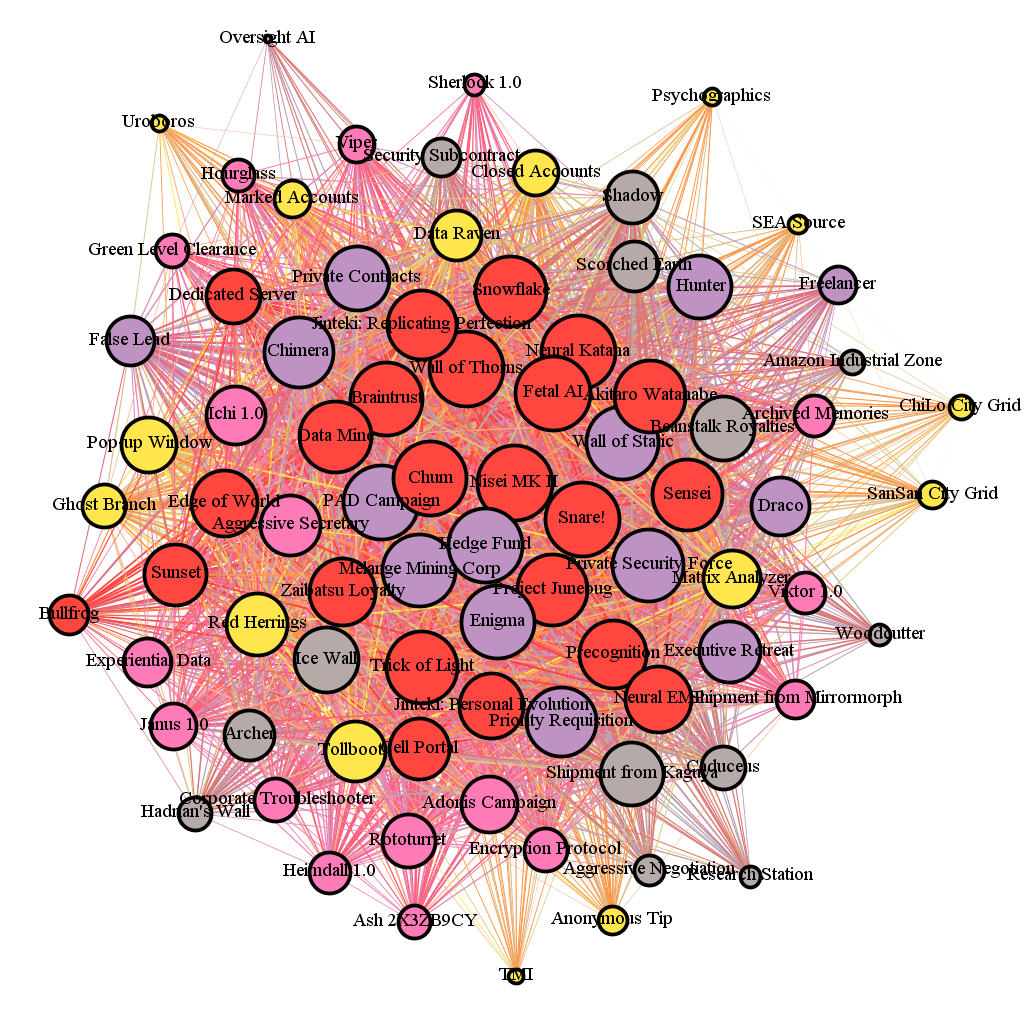 Oversight AI
Sherlock 1.0
Psychographics
Uroboros
Viper
Security Subcontract
Closed Accounts
Hourglass
Marked Accounts
Shadow
SEA Source
Data Raven
Green Level Clearance
Private Contracts
Scorched Earth
Hunter
Freelancer
Dedicated Server
Snowflake
Jinteki: Replicating Perfection
False Lead
Chimera
Neural Katana
Amazon Industrial Zone
Wall of Thorns
Braintrust
Fetal AI
Akitaro Watanabe
ChiLo City Grid
Ichi 1.0
Archived Memories
Beanstalk Royalties
Data Mine
Pop-up Window
Wall of Static
Chum
Nisei MK II
Sensei
SanSan City Grid
Edge of World
PAD Campaign
Ghost Branch
Draco
Aggressive Secretary
Snare!
Hedge Fund
Private Security Force
Melange Mining Corp
Sunset
Matrix Analyzer
Zaibatsu Loyalty
Project Junebug
Viktor 1.0
Bullfrog
Red Herrings
Enigma
Woodcutter
Experiential Data
Ice Wall
Trick of Light
Precognition
Executive Retreat
Neural EMP
Shipment from Mirrormorph
Jinteki: Personal Evolution
Priority Requisition
Janus 1.0
Archer
Tollbooth
Cell Portal
Shipment from Kaguya
Caduceus
Corporate Troubleshooter
Adonis Campaign
Hadrian's Wall
Rototurret
Encryption Protocol
Heimdall 1.0
Aggressive Negotiation
Research Station
Ash 2X3ZB9CY
Anonymous Tip
TMI